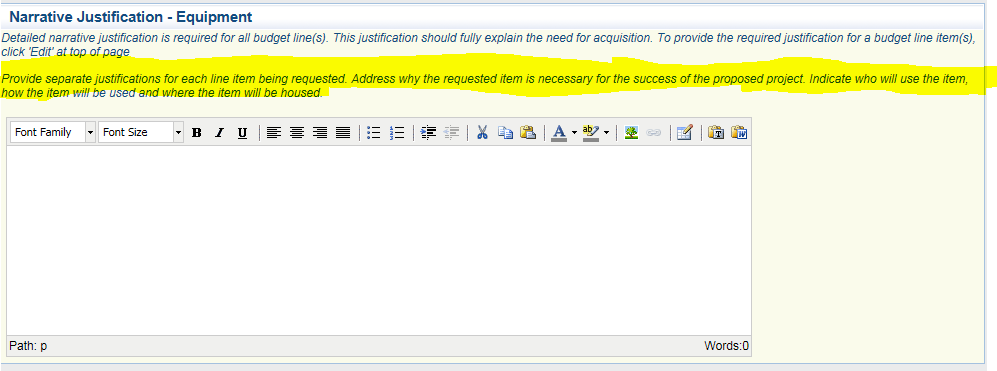 Narrative Justification - Equipment
Detailed narrative justification is required for all budget line(s). This justification should fully explain the need for acquisition. To provide the required justification for a budget line item(s),
click 'Edit' at top of page
Provide separate justifications for each line item being requested. Address why the requested item is necessary for the success of the proposed project. Indicate who will use the item,
how the item will be used and where the item will be housed.
Font Family Font Size B I U A ab
Path: p Words:0